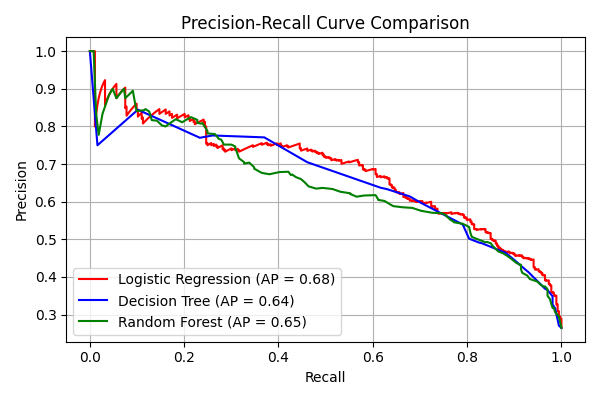 Precision-Recall Curve Comparison
1.0
0.9
0.8
0.7
0.6
0.5
0.4
0.3
Precision
Logistic Regression (AP = 0.68)
Decision Tree (AP = 0.64)
Random Forest (AP = 0.65)
0.0 0.2 0.4 0.6 0.8 1.0
Recall